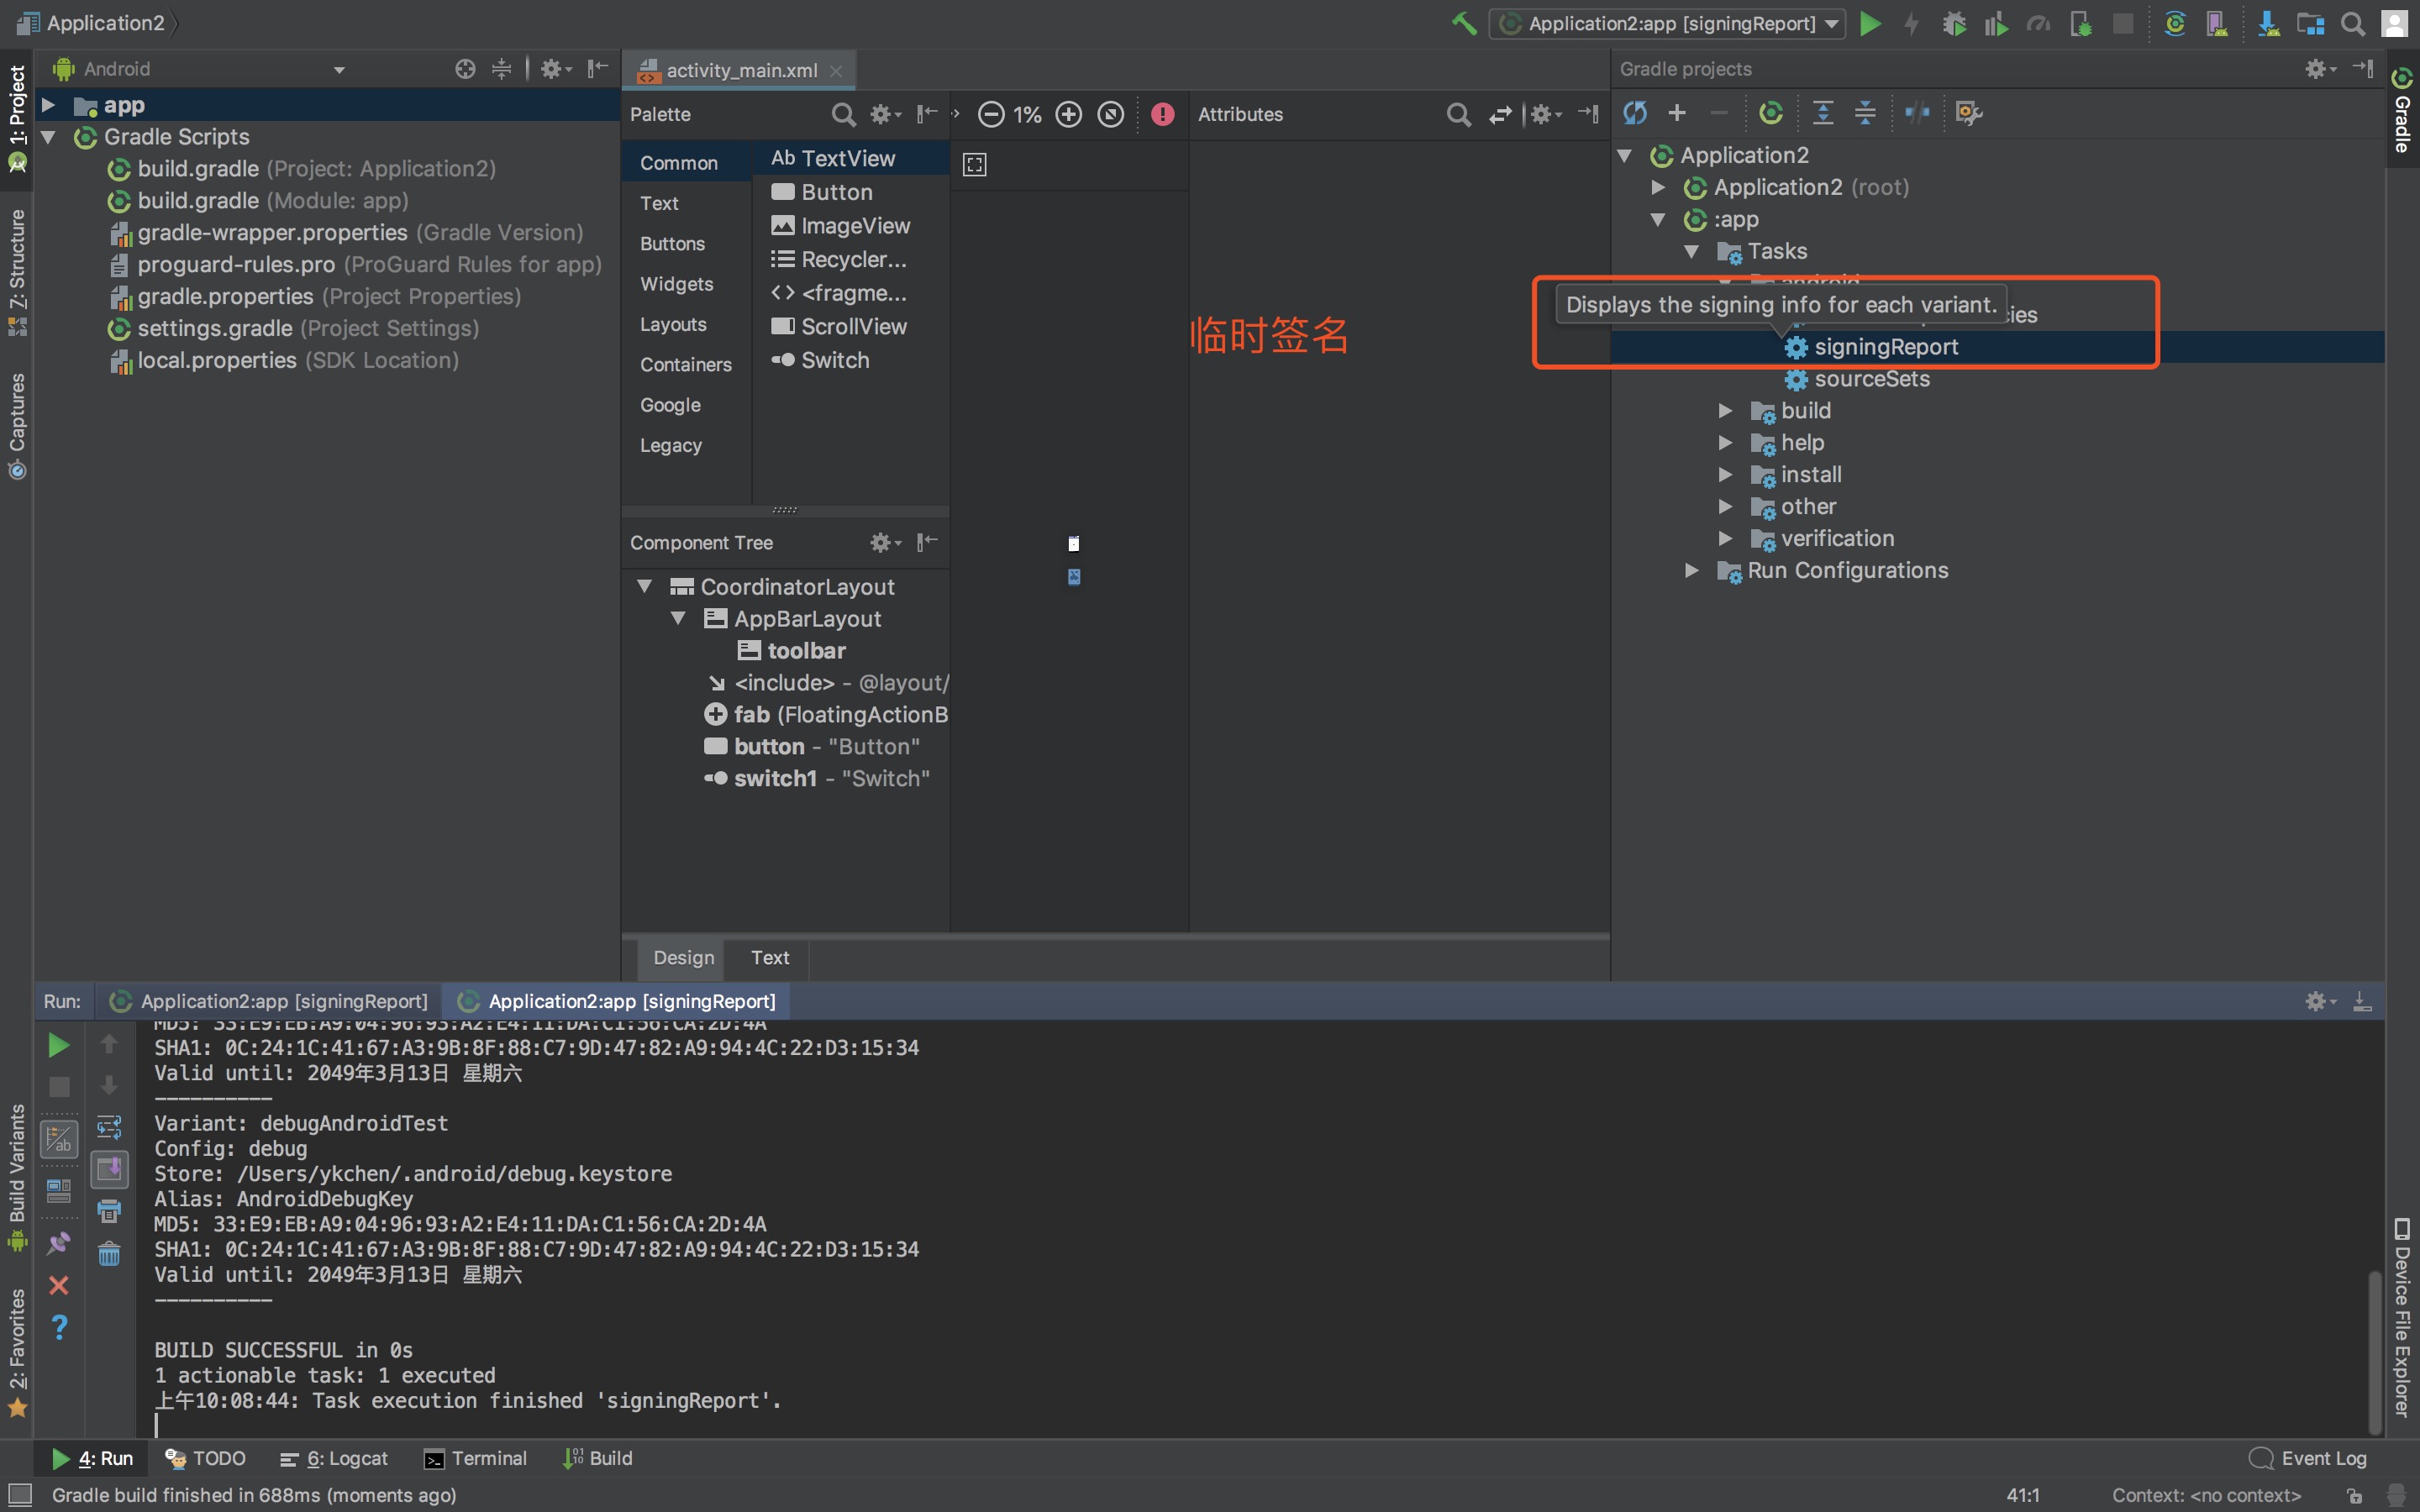 Application2
Application2:app [signingReport]
1: Project
Z: Structure
Captures
Build Variants
2: Favorites
Android
app
Gradle Scripts
build.gradle (Project: Application2)
build.gradle (Module: app)
gradle-wrapper.properties (Gradle Version)
proguard-rules.pro (ProGuard Rules for app)
gradle.properties (Project Properties)
settings.gradle (Project Settings)
local.properties (SDK Location)
activity_main.xml
Palette
1%
Attributes
Common
Text
Buttons
Widgets
Layouts
Containers
Google
Legacy
Ab TextView
Button
ImageView
Recycler...
<fragme...
ScrollView
Switch
Component Tree
CoordinatorLayout
AppBarLayout
toolbar
<include> - @layout/
fab (FloatingActionB
button - "Button"
switch1 - "Switch"
临时签名
Design
Text
Gradle projects
Application2
Application2 (root)
:app
Tasks
android
Displays the signing info for each variant.
ies
signingReport
sourceSets
build
help
install
other
verification
Run Configurations
Gradle
Device File Explorer
Run:
Application2:app [signingReport]
Application2:app [signingReport]
MD5: 33:E9:EB:A9:04:96:93:A2:E4:11:DA:C1:56:CA:2D:4A
SHA1: 0C:24:1C:41:67:A3:9B:8F:88:C7:9D:47:82:A9:94:4C:22:D3:15:34
Valid until: 2049年3月13日 星期六
----------
Variant: debugAndroidTest
Config: debug
Store: /Users/ykchen/.android/debug.keystore
Alias: AndroidDebugKey
MD5: 33:E9:EB:A9:04:96:93:A2:E4:11:DA:C1:56:CA:2D:4A
SHA1: 0C:24:1C:41:67:A3:9B:8F:88:C7:9D:47:82:A9:94:4C:22:D3:15:34
Valid until: 2049年3月13日 星期六
----------
BUILD SUCCESSFUL in 0s
1 actionable task: 1 executed
上午10:08:44: Task execution finished 'signingReport'.
4: Run
TODO
6: Logcat
Terminal
Build
Event Log
Gradle build finished in 688ms (moments ago)
41:1
Context: <no context>